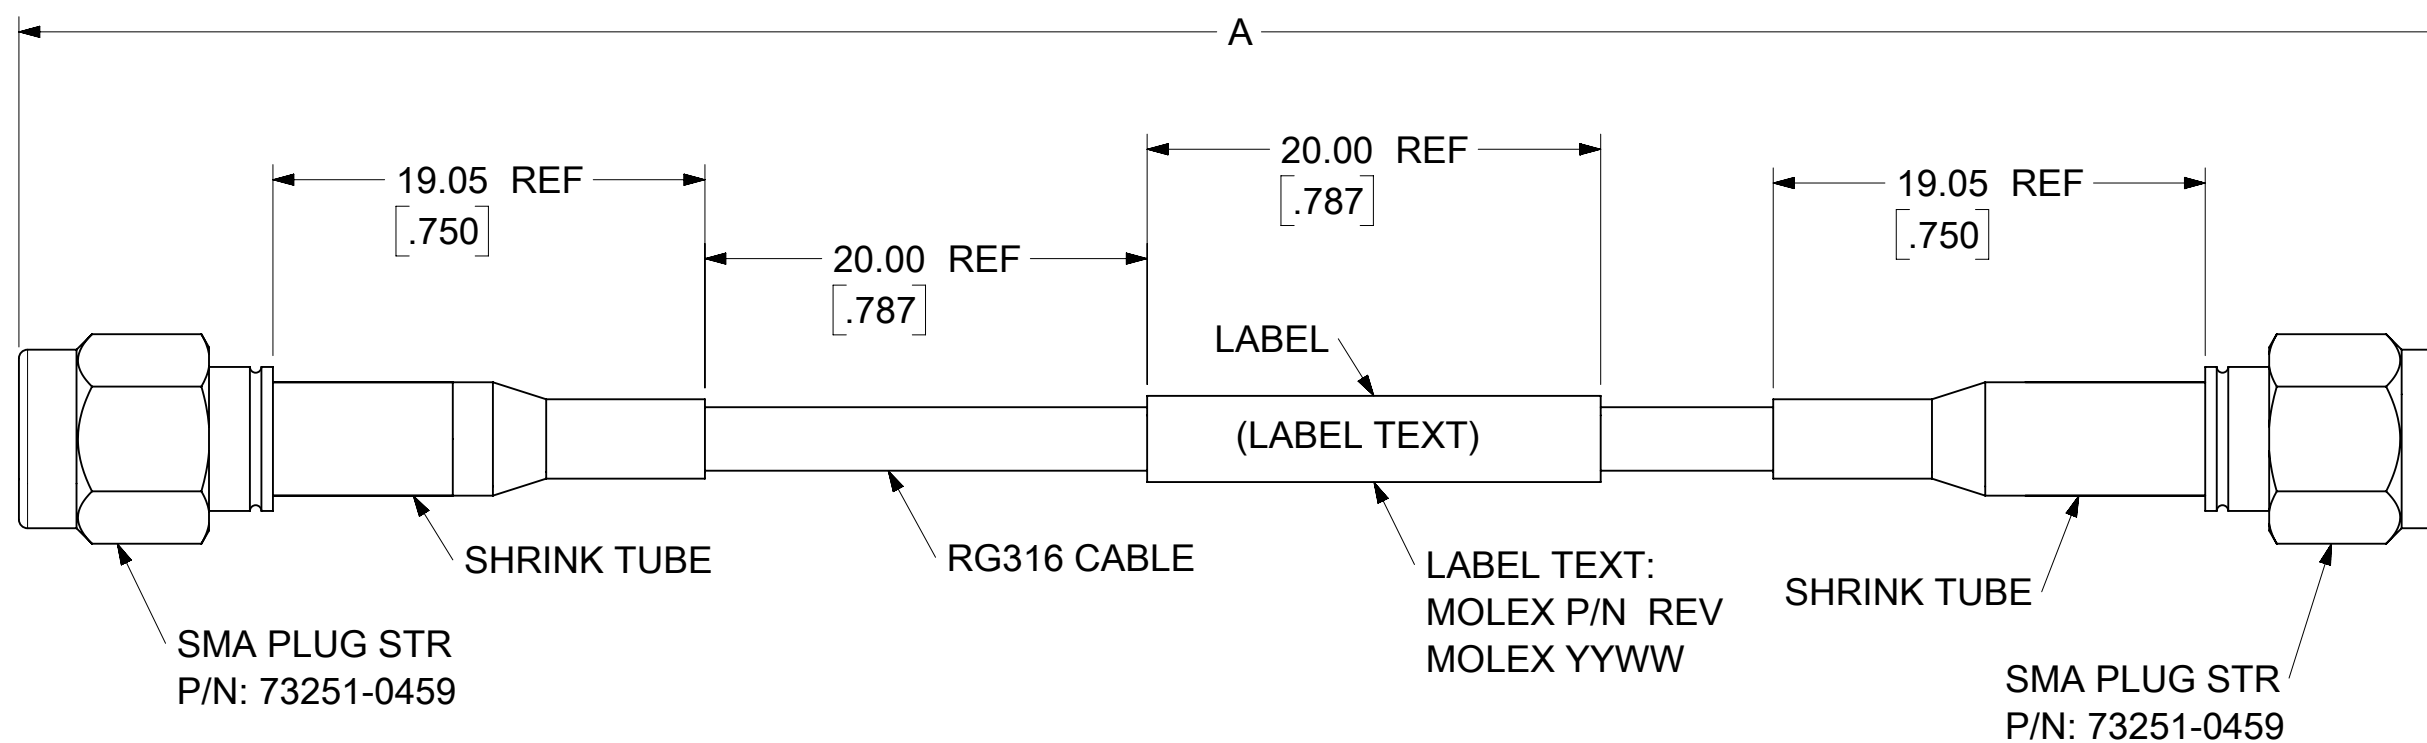 A
20.00 REF
[.787]
19.05 REF
[.750]
19.05 REF
[.750]
20.00 REF
[.787]
LABEL
(LABEL TEXT)
SHRINK TUBE
RG316 CABLE
LABEL TEXT:
MOLEX P/N REV
MOLEX YYWW
SHRINK TUBE
SMA PLUG STR
P/N: 73251-0459
SMA PLUG STR
P/N: 73251-0459